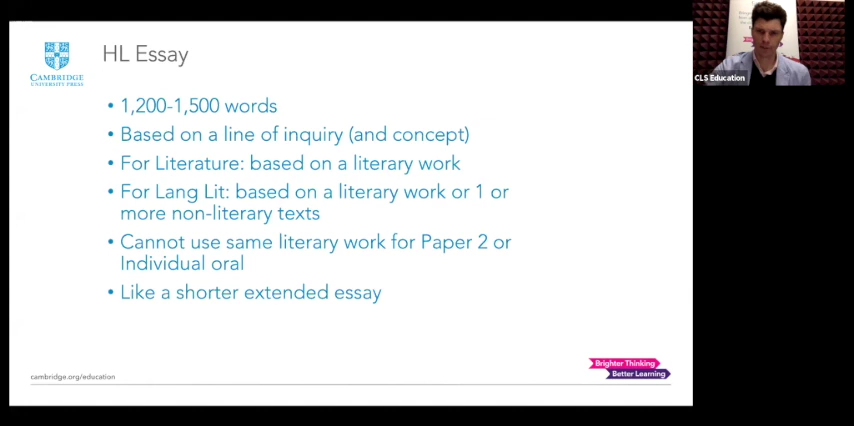 HL Essay
CAMBRIDGE
UNIVERSITY PRESS
• 1,200-1,500 words
• Based on a line of inquiry (and concept)
• For Literature: based on a literary work
• For Lang Lit: based on a literary work or 1 or
more non-literary texts
• Cannot use same literary work for Paper 2 or
Individual oral
• Like a shorter extended essay
cambridge.org/education
Brighter Thinking
Better Learning
CLS Education